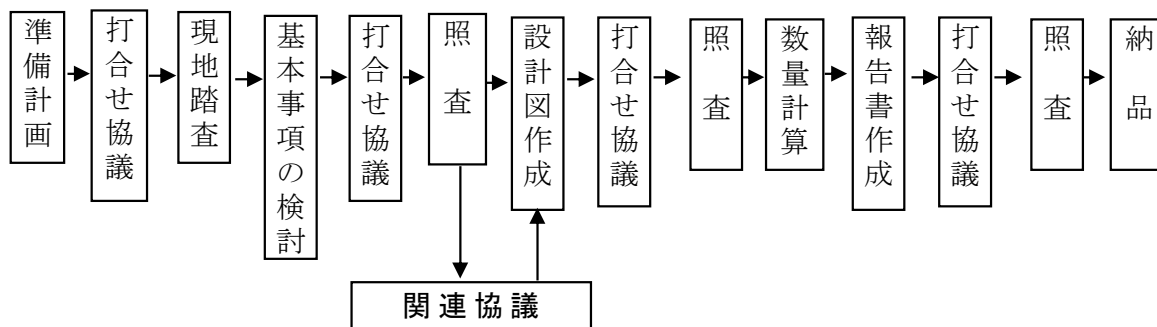 準備計画
打合せ協議
現地踏査
基本事項の検討
打合せ協議
照査
設計図作成
打合せ協議
照査
数量計算
報告書作成
打合せ協議
照査
納品
関連協議